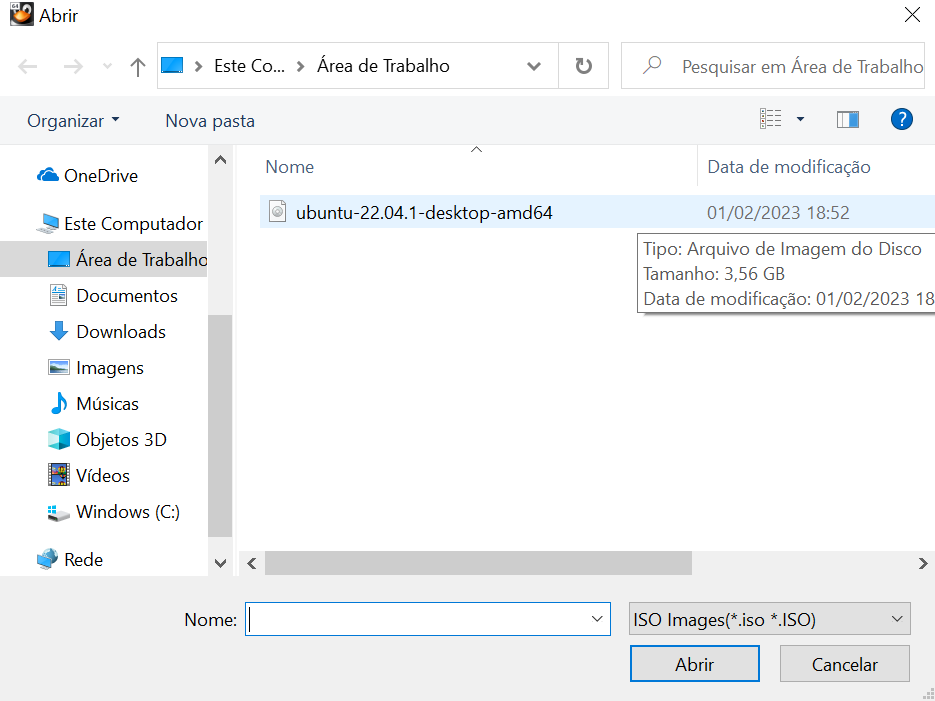 Abrir
Este Co... Área de Trabalho
Pesquisar em Área de Trabalho
Organizar Nova pasta
?
OneDrive
Este Computador
Área de Trabalho
Documentos
Downloads
Imagens
Músicas
Objetos 3D
Vídeos
Windows (C:)
Rede
Nome Data de modificação
ubuntu-22.04.1-desktop-amd64 01/02/2023 18:52
Tipo: Arquivo de Imagem do Disco
Tamanho: 3,56 GB
Data de modificação: 01/02/2023 18
Nome:
ISO Images(*.iso *.ISO)
Abrir Cancelar